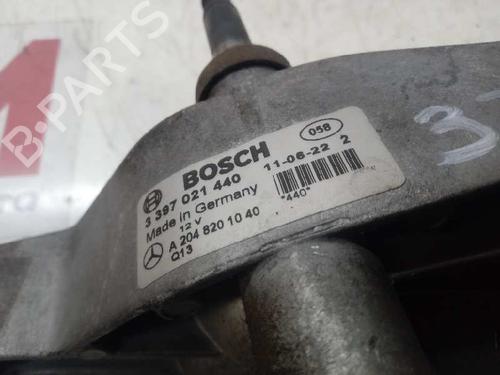 B-PARTS
058
BOSCH
3 397 021 440
11-06-22 2
Made in Germany
12 V
*440*
A 204 820 10 40
Q13